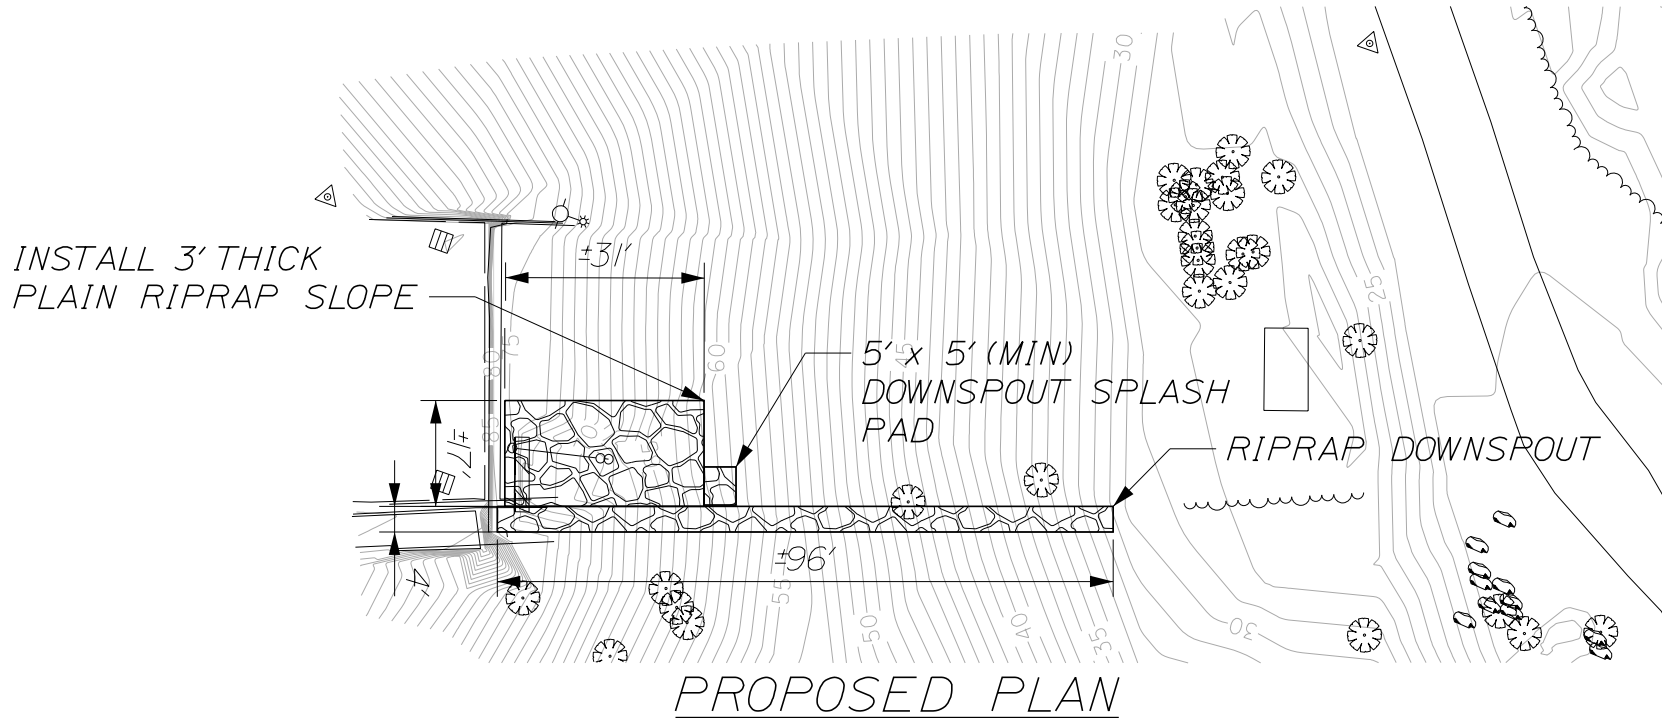 30
INSTALL 3' THICK
PLAIN RIPRAP SLOPE
±31'
25
80
75
60
45
5' x 5' (MIN)
DOWNSPOUT SPLASH
PAD
85
±17'
RIPRAP DOWNSPOUT
±96'
4'
55
50
40
35
30
PROPOSED PLAN